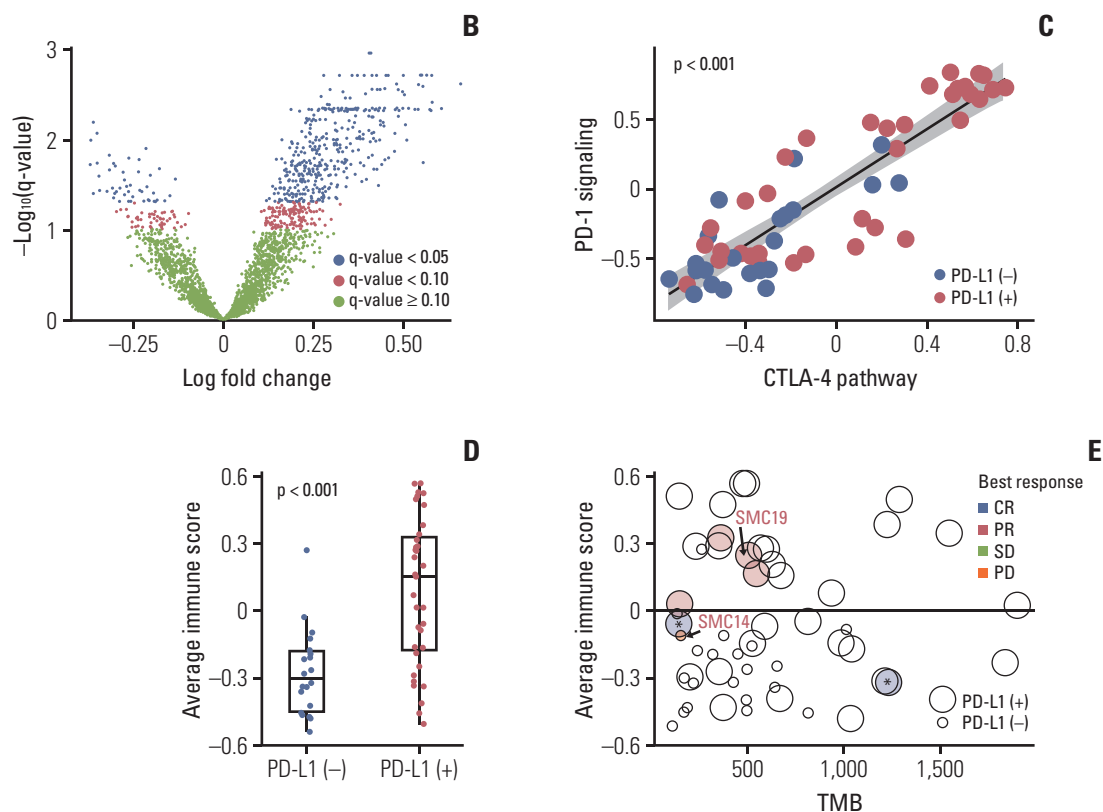 B
3
2
1
0
−Log₁₀(q-value)
−0.25
0
0.25
0.50
Log fold change
q-value < 0.05
q-value < 0.10
q-value ≥ 0.10
C
p < 0.001
0.5
0
−0.5
PD-1 signaling
−0.4
0
0.4
0.8
CTLA-4 pathway
PD-L1 (−)
PD-L1 (+)
D
p < 0.001
0.6
0.3
0
−0.3
−0.6
Average immune score
PD-L1 (−)
PD-L1 (+)
E
0.6
0.3
0
−0.3
−0.6
Average immune score
Best response
CR
PR
SD
PD
SMC19
SMC14
*
*
PD-L1 (+)
PD-L1 (−)
500
1,000
1,500
TMB